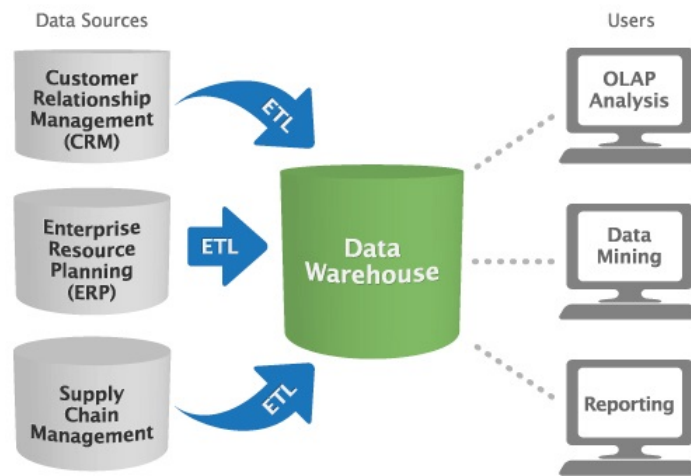 Data Sources
Users
Customer
Relationship
Management
(CRM)
ETL
OLAP
Analysis
Enterprise
Resource
Planning
(ERP)
ETL
Data
Warehouse
Data
Mining
Supply
Chain
Management
ETL
Reporting